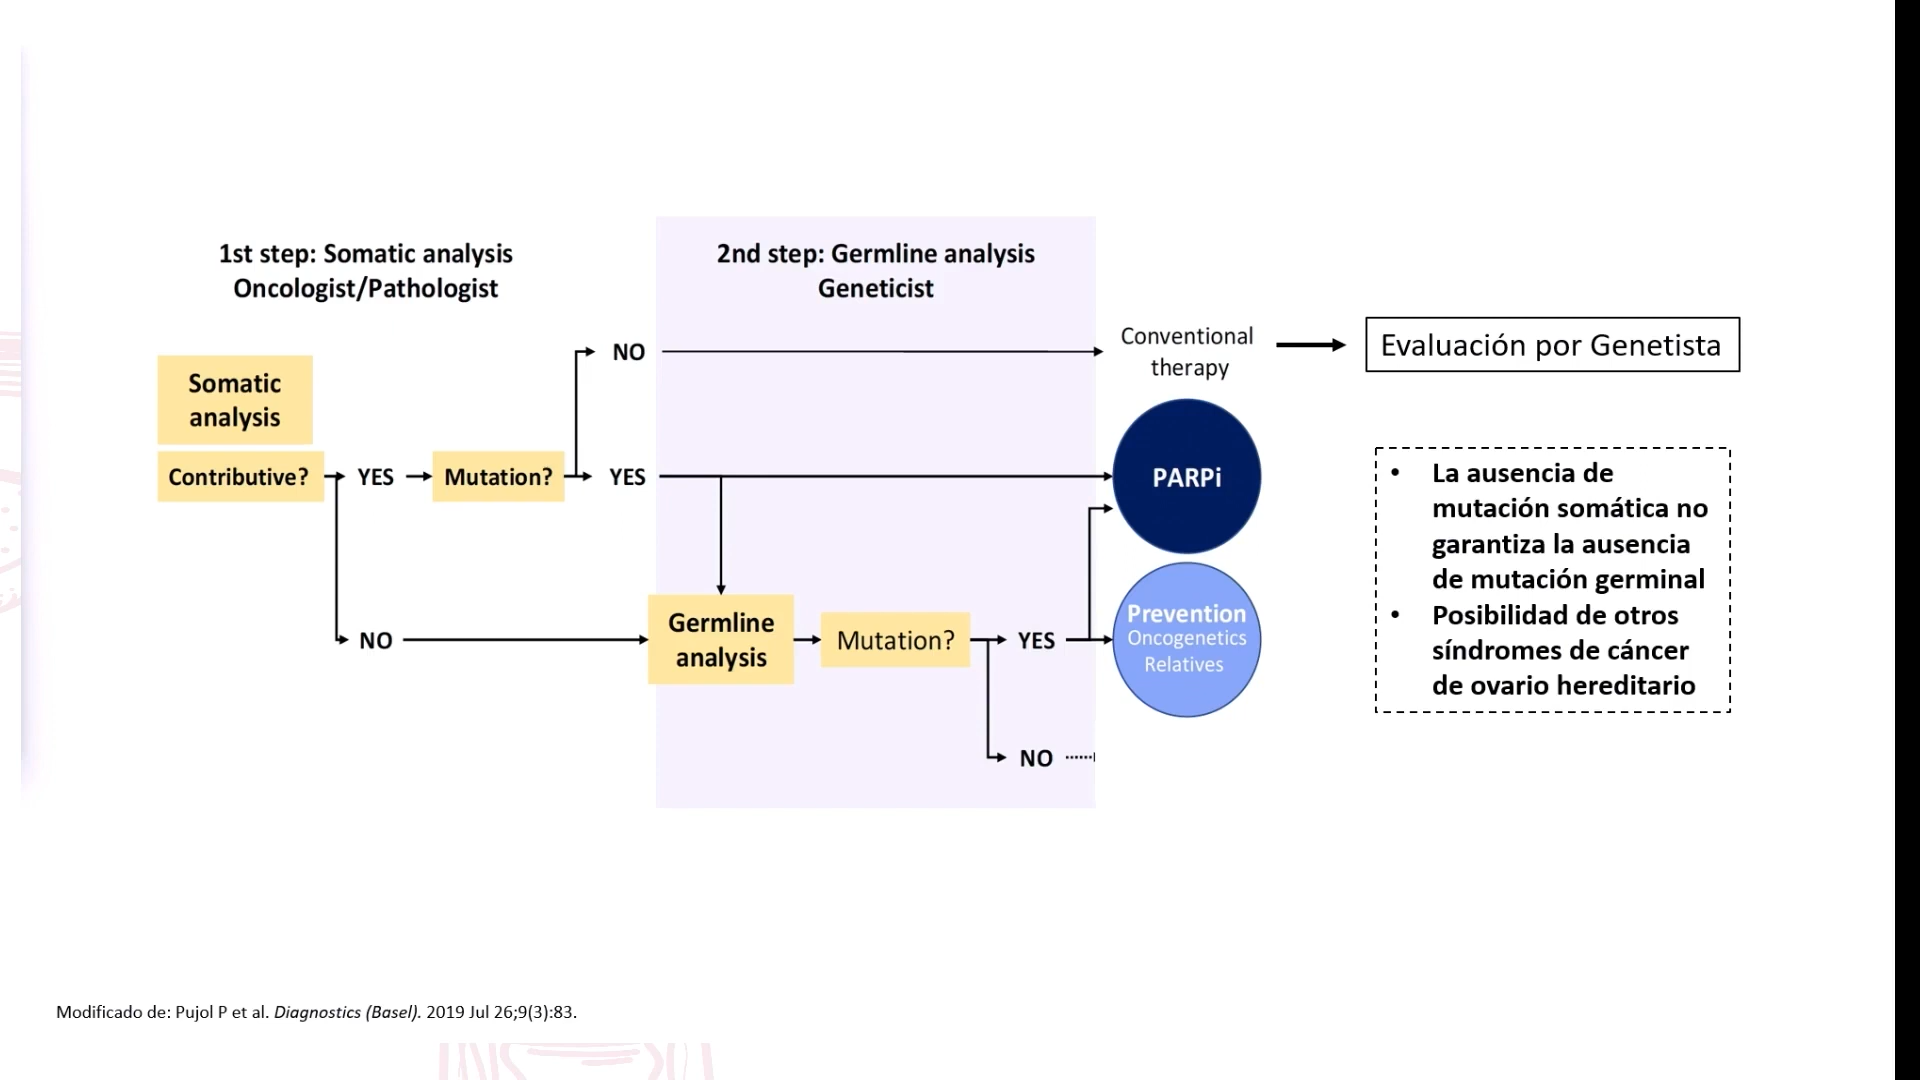 1st step: Somatic analysis
Oncologist/Pathologist
2nd step: Germline analysis
Geneticist
Somatic
analysis
Contributive?
YES
Mutation?
NO
YES
NO
Germline
analysis
Mutation?
YES
NO
Conventional
therapy
PARPi
Prevention
Oncogenetics
Relatives
Evaluación por Genetista
• La ausencia de
mutación somática no
garantiza la ausencia
de mutación germinal
• Posibilidad de otros
síndromes de cáncer
de ovario hereditario
Modificado de: Pujol P et al. Diagnostics (Basel). 2019 Jul 26;9(3):83.